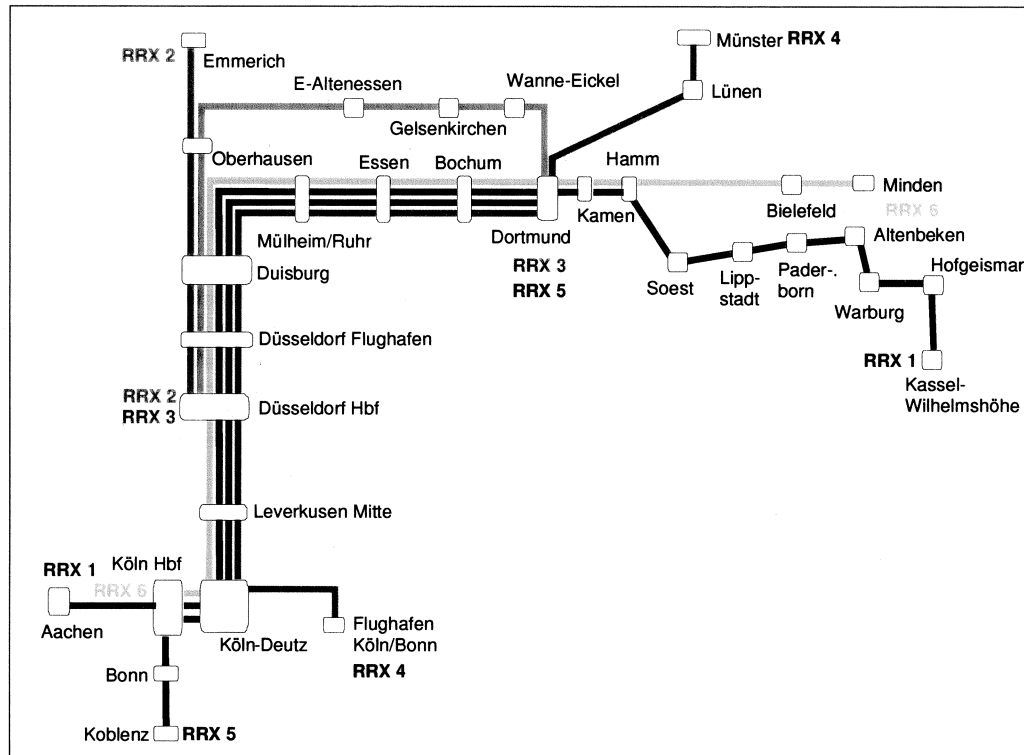 RRX 2
Emmerich
Münster RRX 4
E-Altenessen
Wanne-Eickel
Lünen
Gelsenkirchen
Oberhausen
Essen
Bochum
Hamm
Minden
Kamen
Bielefeld
RRX 6
Mülheim/Ruhr
Dortmund
Altenbeken
RRX 3
RRX 5
Duisburg
Soest
Lipp-
stadt
Pader-.
born
Hofgeismar
Warburg
Düsseldorf Flughafen
RRX 1
Kassel-
Wilhelmshöhe
RRX 2
RRX 3
Düsseldorf Hbf
Leverkusen Mitte
Köln Hbf
RRX 1
RRX 6
Aachen
Köln-Deutz
Flughafen
Köln/Bonn
RRX 4
Bonn
Koblenz
RRX 5